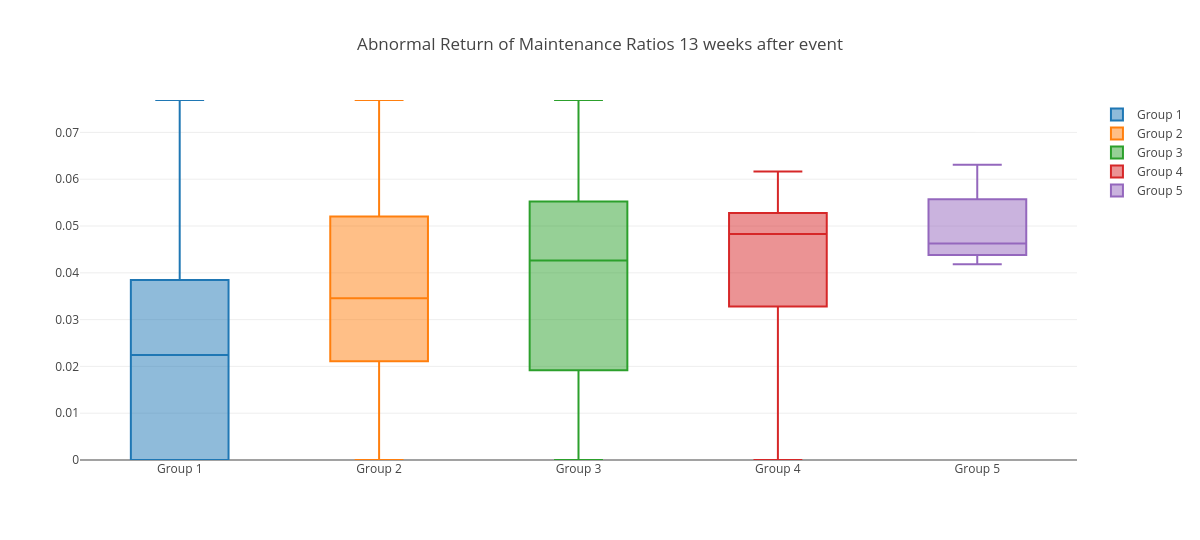 Abnormal Return of Maintenance Ratios 13 weeks after event
0.07
0.06
0.05
0.04
0.03
0.02
0.01
0
Group 1
Group 2
Group 3
Group 4
Group 5
Group 1
Group 2
Group 3
Group 4
Group 5